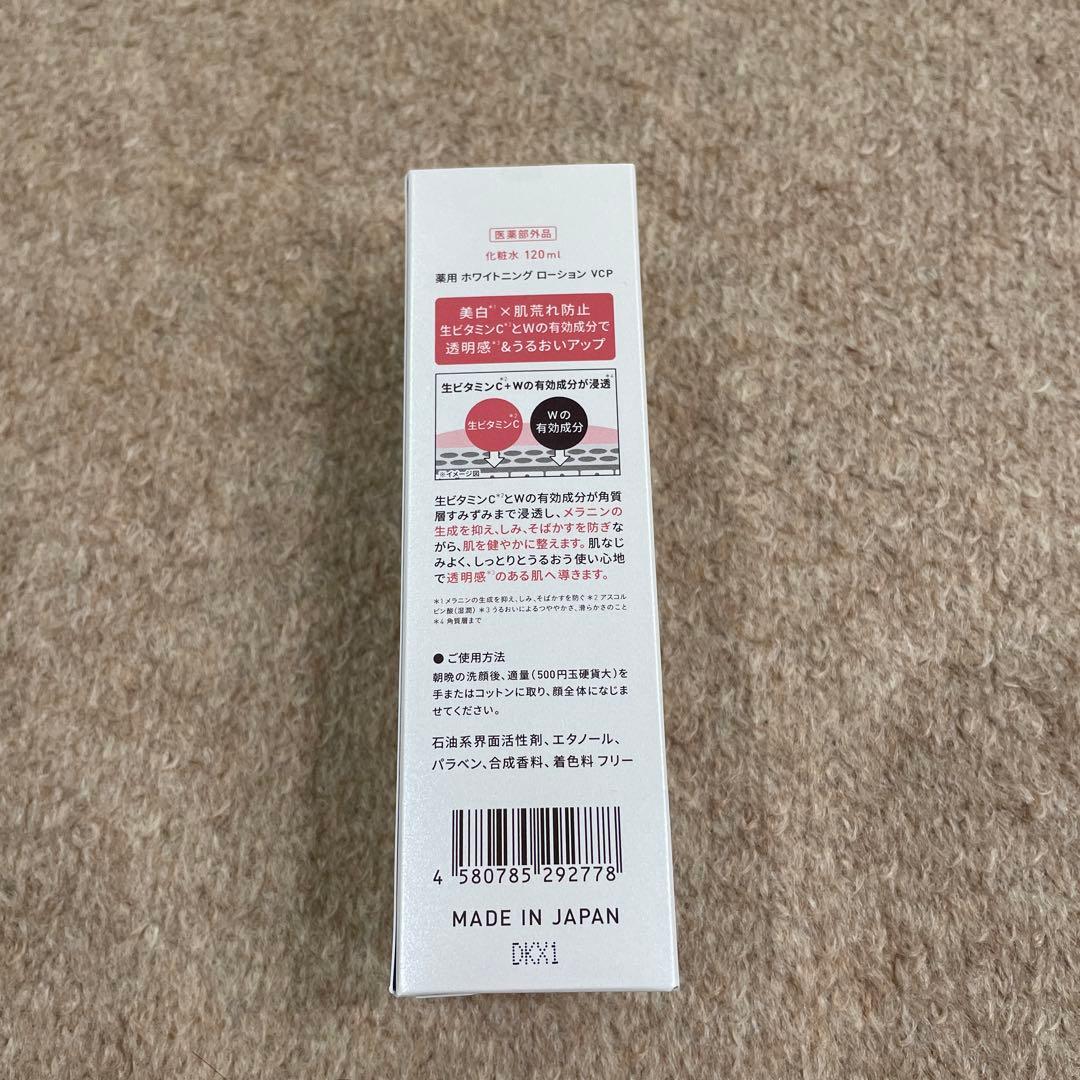 医薬部外品
化粧水 120ml
薬用 ホワイトニング ローション VCP
美白*1×肌荒れ防止
生ビタミンC*2とWの有効成分で
透明感*3&うるおいアップ
生ビタミンC*2+Wの有効成分が浸透*4
生ビタミンC*2
Wの
有効成分
※イメージ図
生ビタミンC*2とWの有効成分が角質
層すみずみまで浸透し、メラニンの
生成を抑え、しみ、そばかすを防ぎな
がら、肌を健やかに整えます。肌なじ
みよく、しっとりとうるおう使い心地
で透明感*3のある肌へ導きます。
*1 メラニンの生成を抑え、しみ、そばかすを防ぐ *2 アスコル
ビン酸(湿潤) *3 うるおいによるつややかさ、滑らかさのこと
*4 角質層まで
● ご使用方法
朝晩の洗顔後、適量(500円玉硬貨大)を
手またはコットンに取り、顔全体になじま
せてください。
石油系界面活性剤、エタノール、
パラベン、合成香料、着色料 フリー
4 580785 292778
MADE IN JAPAN
DKX1